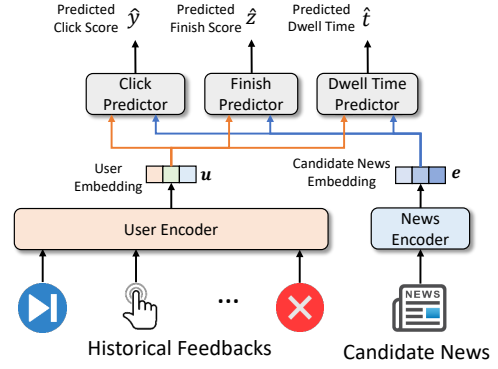 Predicted
Click Score ŷ
Predicted
Finish Score ẑ
Predicted
Dwell Time t̂
Click
Predictor
Finish
Predictor
Dwell Time
Predictor
User
Embedding
u
Candidate News
Embedding
e
User Encoder
News
Encoder
...
NEWS
Historical Feedbacks
Candidate News